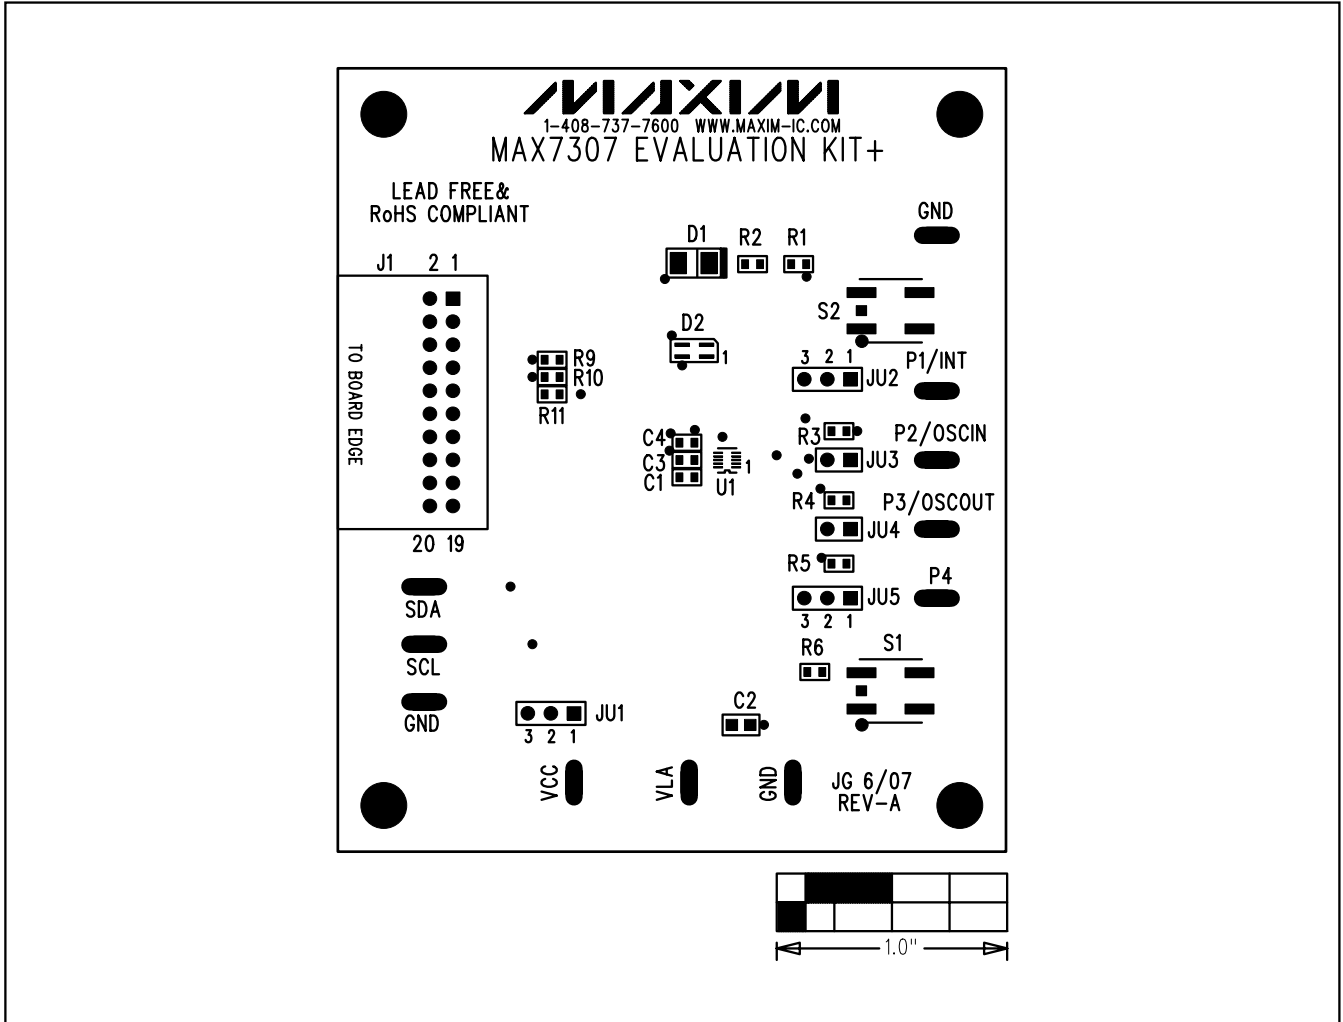 MAXIM
1-408-737-7600 WWW.MAXIM-IC.COM
MAX7307 EVALUATION KIT+
LEAD FREE&
RoHS COMPLIANT
GND
D1 R2 R1
J1 2 1
S2
D2
1
TO BOARD EDGE
3 2 1
JU2
P1/INT
R9
R10
R11
R3
P2/OSCIN
C4
C3
C1
U1
1
JU3
R4
P3/OSCOUT
JU4
20 19
R5
P4
SDA
JU5
3 2 1
R6
S1
SCL
GND
JU1
3 2 1
C2
VCC
VLA
GND
JG 6/07
REV-A
1.0"